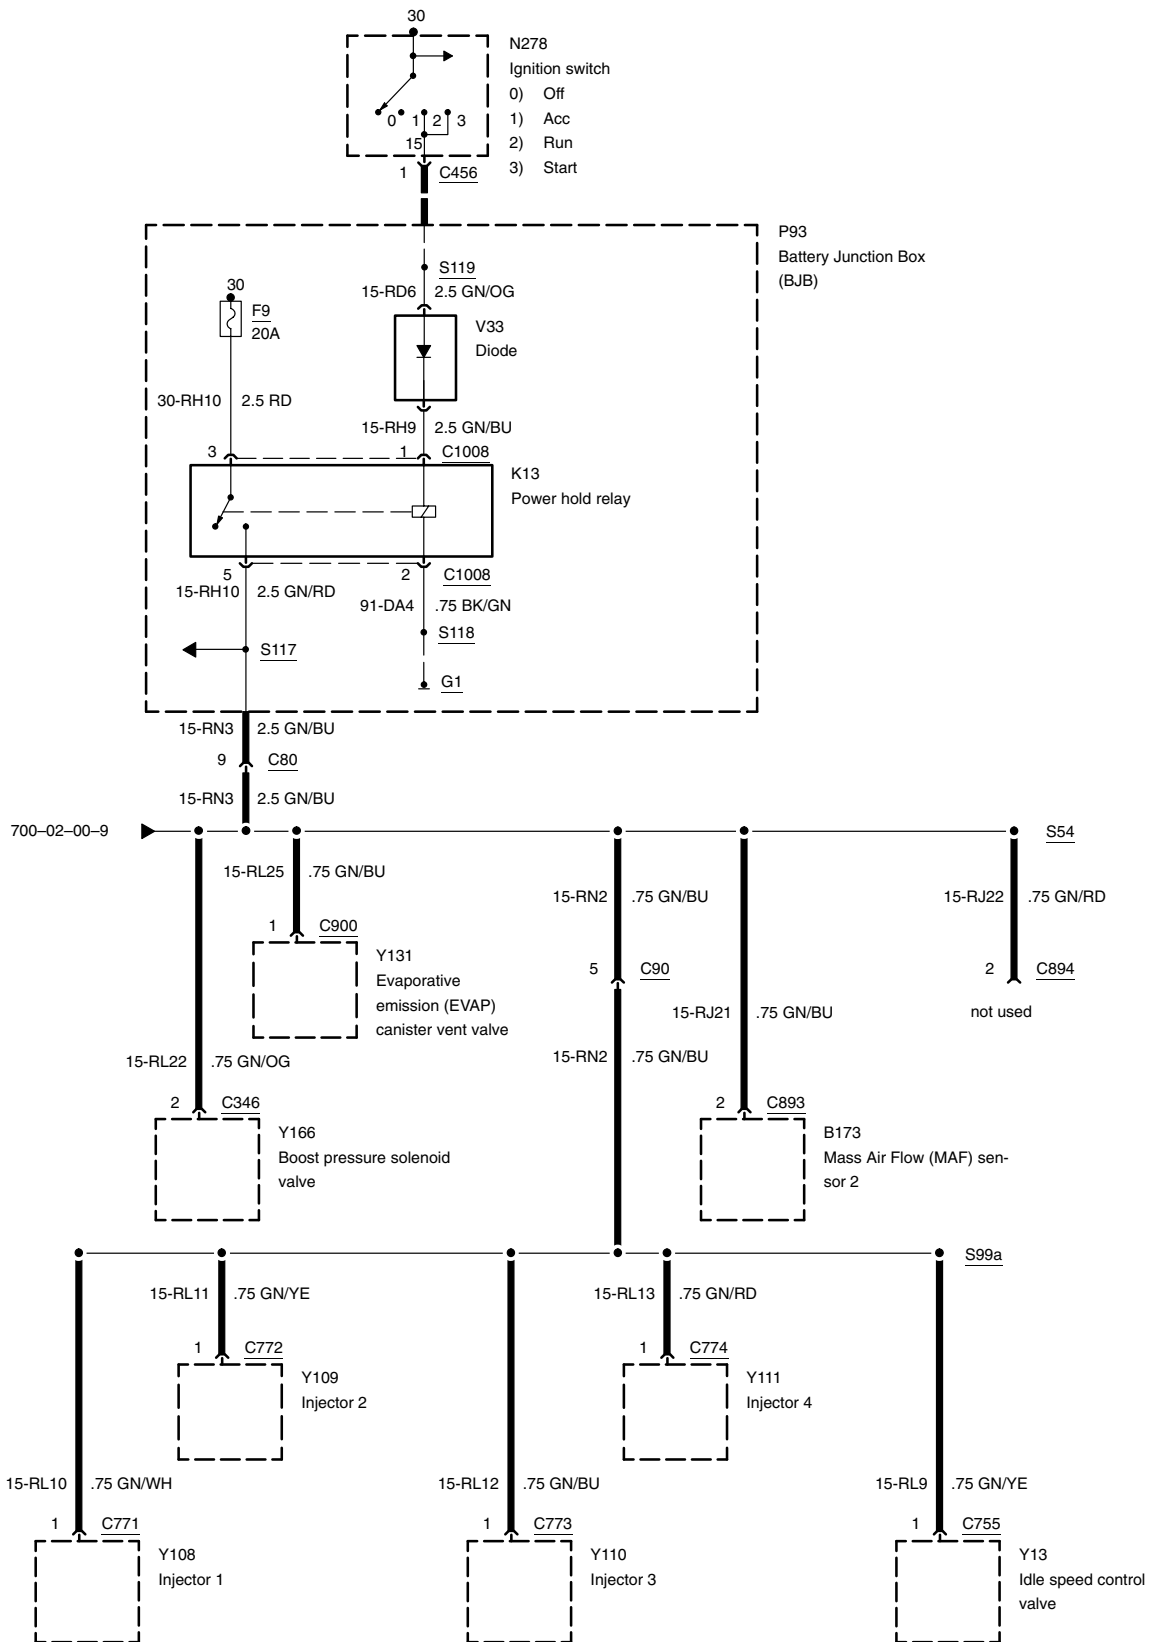 30
N278
Ignition switch
0) Off
1) Acc
2) Run
3) Start
0 1 2 3
15
1 C456
P93
Battery Junction Box
(BJB)
S119
15-RD6 2.5 GN/OG
30
F9
20A
V33
Diode
30-RH10 2.5 RD
15-RH9 2.5 GN/BU
3 1 C1008
K13
Power hold relay
5 2 C1008
15-RH10 2.5 GN/RD
91-DA4 .75 BK/GN
S118
S117
G1
15-RN3 2.5 GN/BU
9 C80
15-RN3 2.5 GN/BU
700–02–00–9
S54
15-RL25 .75 GN/BU
15-RN2 .75 GN/BU
15-RJ22 .75 GN/RD
1 C900
Y131
Evaporative
emission (EVAP)
canister vent valve
5 C90
2 C894
not used
15-RJ21 .75 GN/BU
15-RL22 .75 GN/OG
15-RN2 .75 GN/BU
2 C346
Y166
Boost pressure solenoid
valve
2 C893
B173
Mass Air Flow (MAF) sen-
sor 2
S99a
15-RL11 .75 GN/YE
15-RL13 .75 GN/RD
1 C772
Y109
Injector 2
1 C774
Y111
Injector 4
15-RL10 .75 GN/WH
15-RL12 .75 GN/BU
15-RL9 .75 GN/YE
1 C771
Y108
Injector 1
1 C773
Y110
Injector 3
1 C755
Y13
Idle speed control
valve